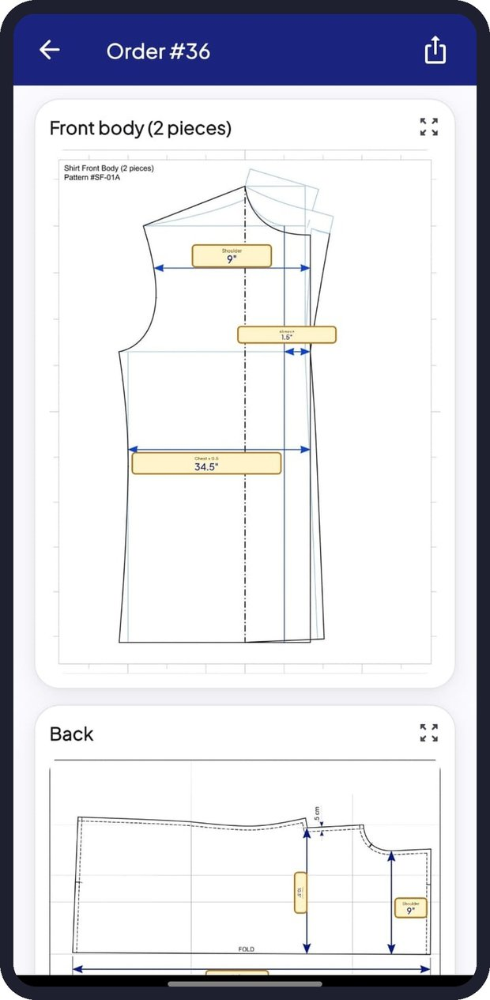 Order #36
Front body (2 pieces)
Shirt Front Body (2 pieces)
Pattern #SF-01A
Shoulder
9"
1.5"
Chest + 0.5
34.5"
Back
.5 cm
Shoulder
9"
FOLD